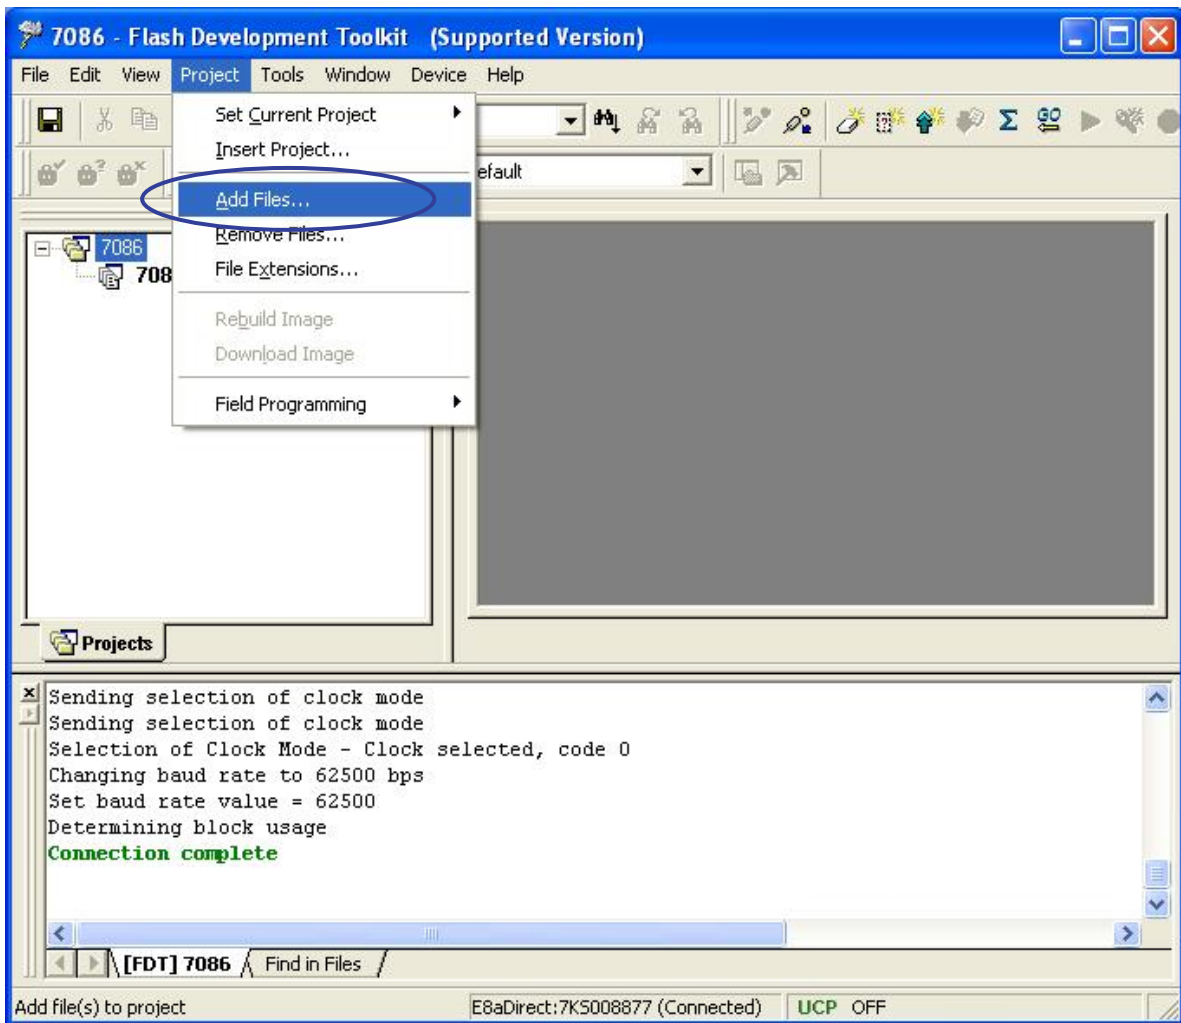 7086 - Flash Development Toolkit (Supported Version)
File Edit View Project Tools Window Device Help
Set Current Project
Insert Project...
efault
Add Files...
Remove Files...
File Extensions...
Rebuild Image
Download Image
Field Programming
7086
708
Projects
Sending selection of clock mode
Sending selection of clock mode
Selection of Clock Mode - Clock selected, code 0
Changing baud rate to 62500 bps
Set baud rate value = 62500
Determining block usage
Connection complete
[FDT] 7086 Find in Files
Add file(s) to project E8aDirect:7KS008877 (Connected) UCP OFF